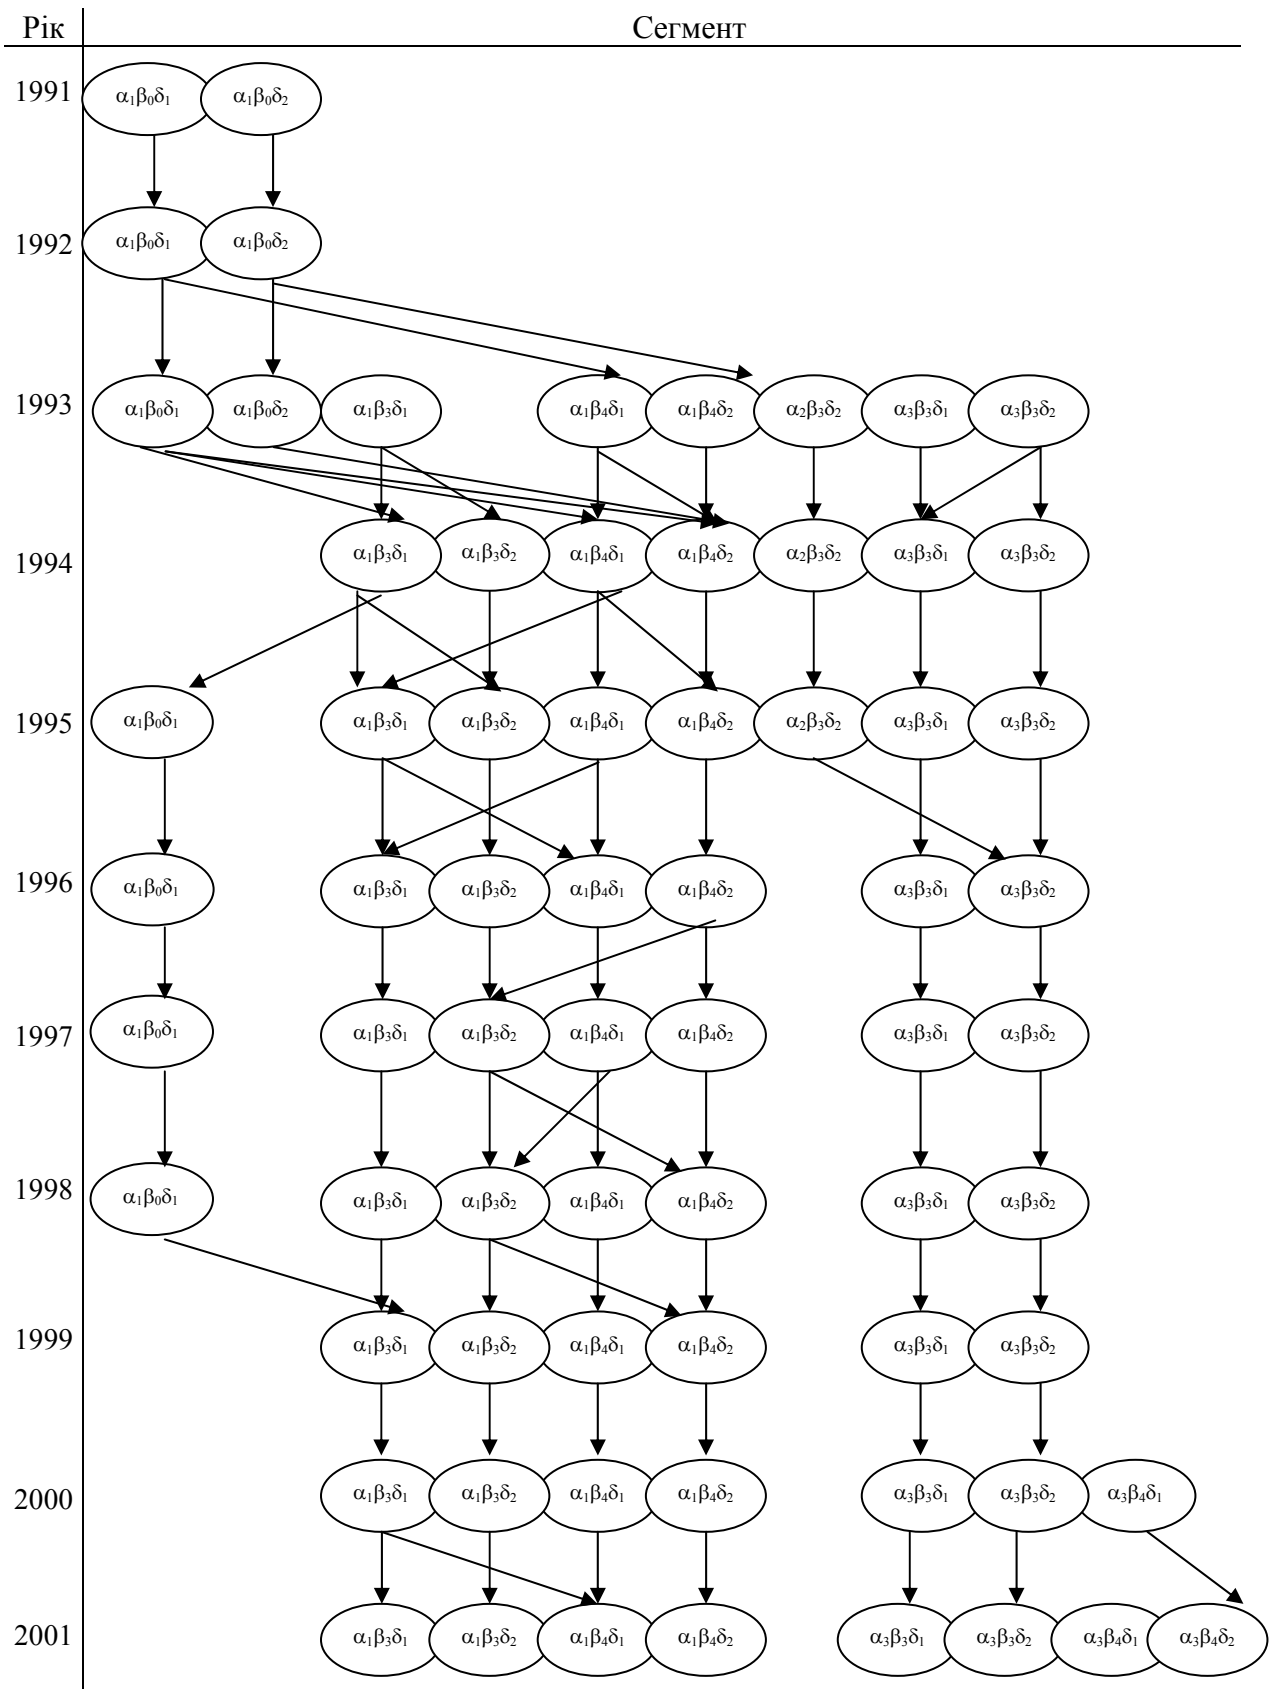 Рік Сегмент
1991 α₁β₀δ₁ α₁β₀δ₂
1992 α₁β₀δ₁ α₁β₀δ₂
1993 α₁β₀δ₁ α₁β₀δ₂ α₁β₃δ₁ α₁β₄δ₁ α₁β₄δ₂ α₂β₃δ₂ α₃β₃δ₁ α₃β₃δ₂
1994 α₁β₃δ₁ α₁β₃δ₂ α₁β₄δ₁ α₁β₄δ₂ α₂β₃δ₂ α₃β₃δ₁ α₃β₃δ₂
1995 α₁β₀δ₁ α₁β₃δ₁ α₁β₃δ₂ α₁β₄δ₁ α₁β₄δ₂ α₂β₃δ₂ α₃β₃δ₁ α₃β₃δ₂
1996 α₁β₀δ₁ α₁β₃δ₁ α₁β₃δ₂ α₁β₄δ₁ α₁β₄δ₂ α₃β₃δ₁ α₃β₃δ₂
1997 α₁β₀δ₁ α₁β₃δ₁ α₁β₃δ₂ α₁β₄δ₁ α₁β₄δ₂ α₃β₃δ₁ α₃β₃δ₂
1998 α₁β₀δ₁ α₁β₃δ₁ α₁β₃δ₂ α₁β₄δ₁ α₁β₄δ₂ α₃β₃δ₁ α₃β₃δ₂
1999 α₁β₃δ₁ α₁β₃δ₂ α₁β₄δ₁ α₁β₄δ₂ α₃β₃δ₁ α₃β₃δ₂
2000 α₁β₃δ₁ α₁β₃δ₂ α₁β₄δ₁ α₁β₄δ₂ α₃β₃δ₁ α₃β₃δ₂ α₃β₄δ₁
2001 α₁β₃δ₁ α₁β₃δ₂ α₁β₄δ₁ α₁β₄δ₂ α₃β₃δ₁ α₃β₃δ₂ α₃β₄δ₁ α₃β₄δ₂